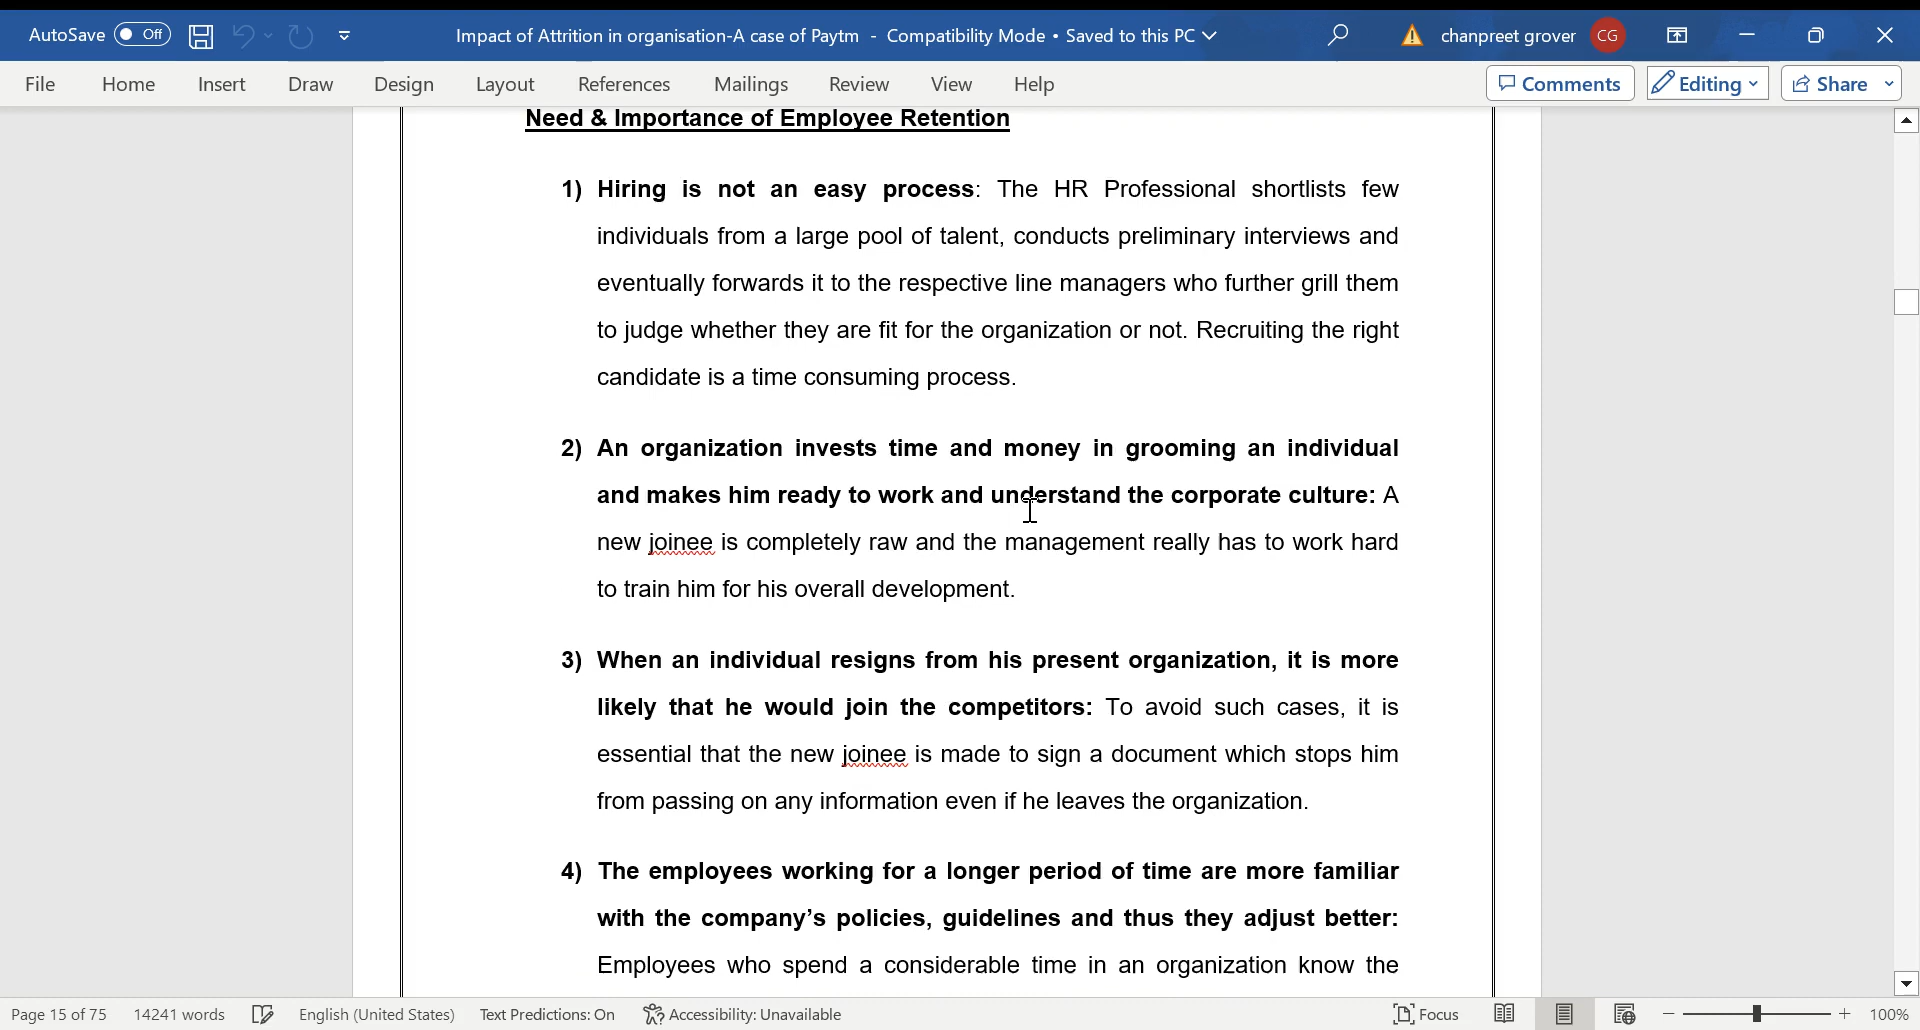 AutoSave Off Impact of Attrition in organisation-A case of Paytm - Compatibility Mode • Saved to this PC chanpreet grover CG
File Home Insert Draw Design Layout References Mailings Review View Help Comments Editing Share
Need & Importance of Employee Retention
1) Hiring is not an easy process: The HR Professional shortlists few
individuals from a large pool of talent, conducts preliminary interviews and
eventually forwards it to the respective line managers who further grill them
to judge whether they are fit for the organization or not. Recruiting the right
candidate is a time consuming process.
2) An organization invests time and money in grooming an individual
and makes him ready to work and understand the corporate culture: A
new joinee is completely raw and the management really has to work hard
to train him for his overall development.
3) When an individual resigns from his present organization, it is more
likely that he would join the competitors: To avoid such cases, it is
essential that the new joinee is made to sign a document which stops him
from passing on any information even if he leaves the organization.
4) The employees working for a longer period of time are more familiar
with the company’s policies, guidelines and thus they adjust better:
Employees who spend a considerable time in an organization know the
Page 15 of 75 14241 words English (United States) Text Predictions: On Accessibility: Unavailable Focus 100%